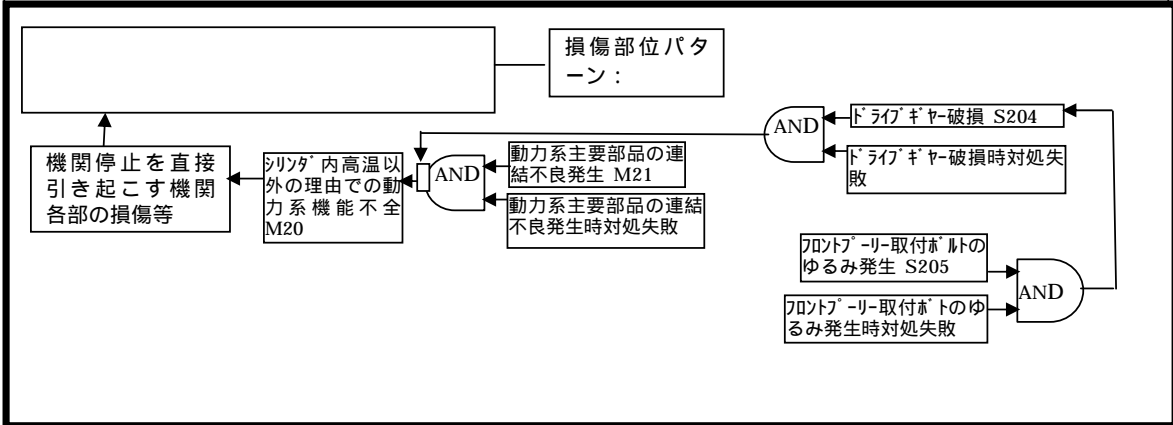 損傷部位パタ
ーン：
機関停止を直接
引き起こす機関
各部の損傷等
ｼﾘﾝﾀﾞ内高温以
外の理由での動
力系機能不全
M20
AND
動力系主要部品の連
結不良発生 M21
動力系主要部品の連結
不良発生時対処失敗
AND
ﾄﾞﾗｲﾌﾞｷﾞﾔｰ破損 S204
ﾄﾞﾗｲﾌﾞｷﾞﾔｰ破損時対処失
敗
ﾌﾛﾝﾄﾌﾟｰﾘｰ取付ﾎﾞﾙﾄの
ゆるみ発生 S205
ﾌﾛﾝﾄﾌﾟｰﾘｰ取付ﾎﾞﾄのゆ
るみ発生時対処失敗
AND